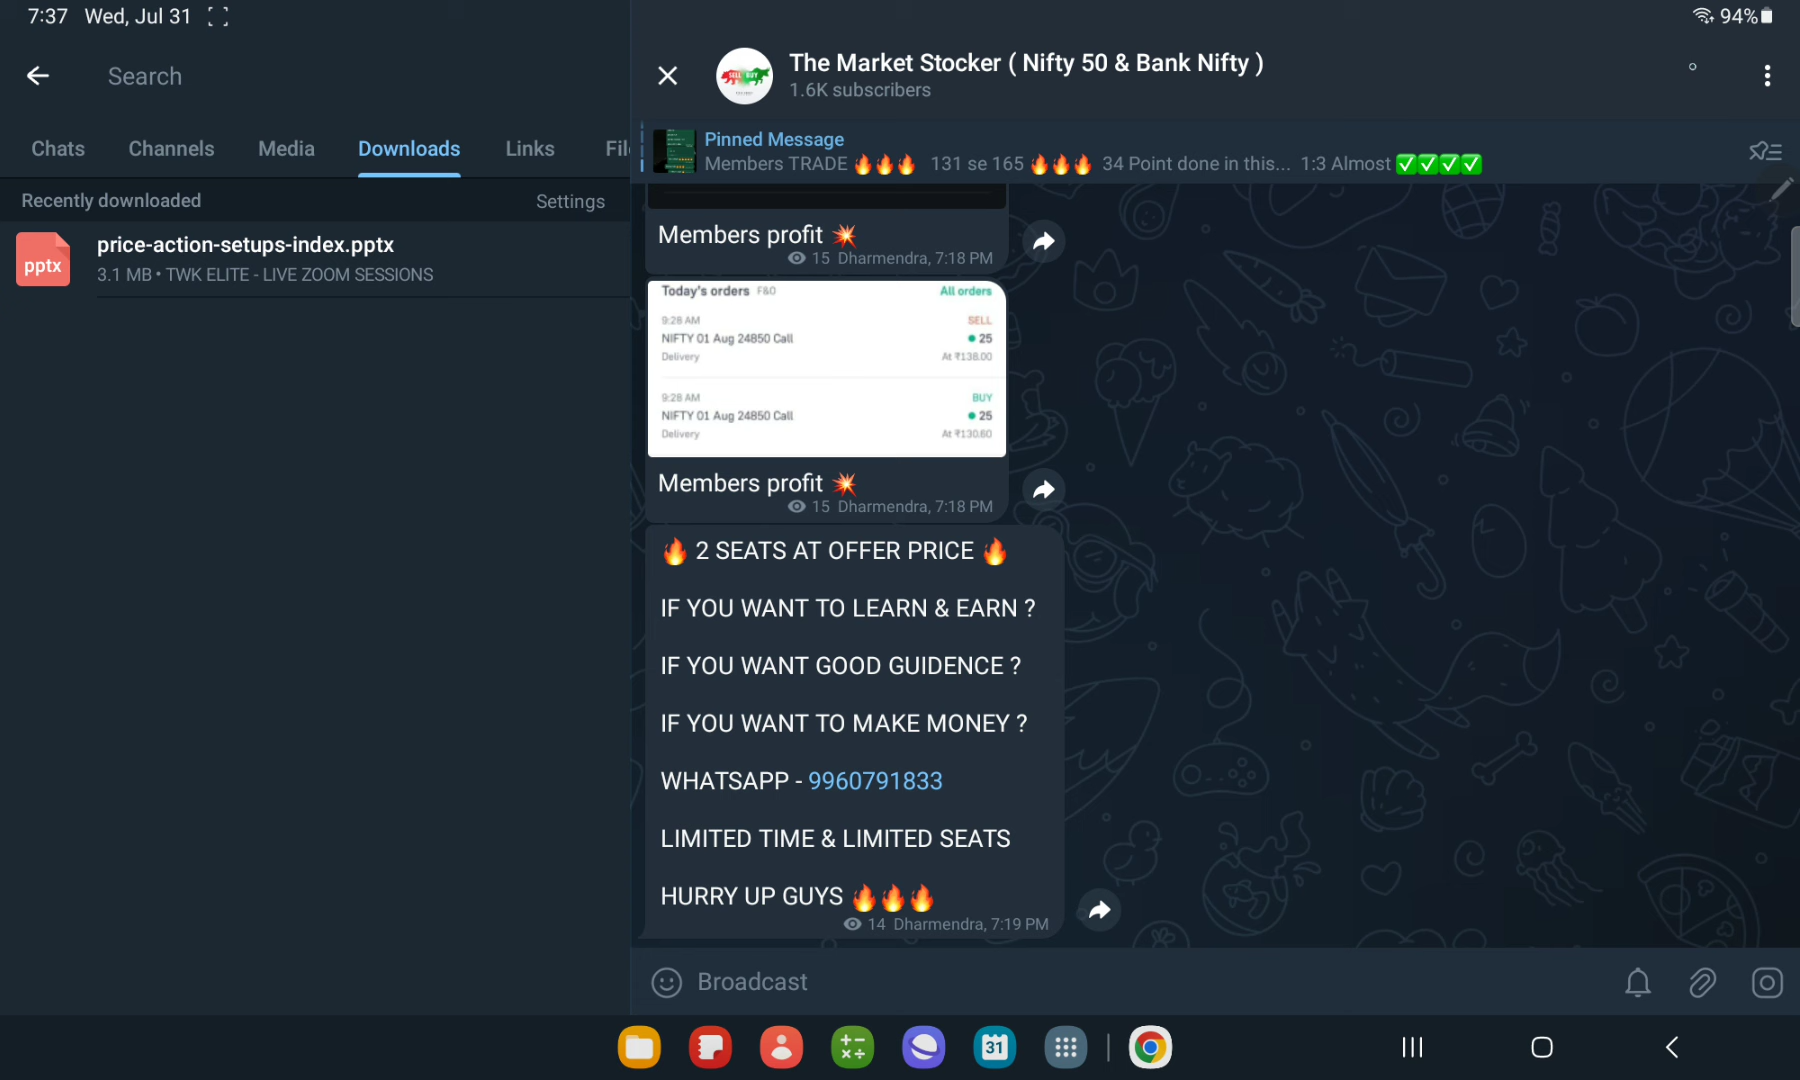 7:37 Wed, Jul 31
94%
Search
Chats Channels Media Downloads Links Fil
Recently downloaded Settings
pptx
price-action-setups-index.pptx
3.1 MB • TWK ELITE - LIVE ZOOM SESSIONS
SELL BUY
The Market Stocker ( Nifty 50 & Bank Nifty )
1.6K subscribers
Pinned Message
Members TRADE 🔥🔥🔥 131 se 165 🔥🔥🔥 34 Point done in this... 1:3 Almost ✅✅✅✅
Members profit 💥
15 Dharmendra, 7:18 PM
Today's orders F&O All orders
9:28 AM SELL
NIFTY 01 Aug 24850 Call 25
Delivery At ₹138.00
9:28 AM BUY
NIFTY 01 Aug 24850 Call 25
Delivery At ₹130.60
Members profit 💥
15 Dharmendra, 7:18 PM
🔥 2 SEATS AT OFFER PRICE 🔥
IF YOU WANT TO LEARN & EARN ?
IF YOU WANT GOOD GUIDENCE ?
IF YOU WANT TO MAKE MONEY ?
WHATSAPP - 9960791833
LIMITED TIME & LIMITED SEATS
HURRY UP GUYS 🔥🔥🔥
14 Dharmendra, 7:19 PM
Broadcast
31